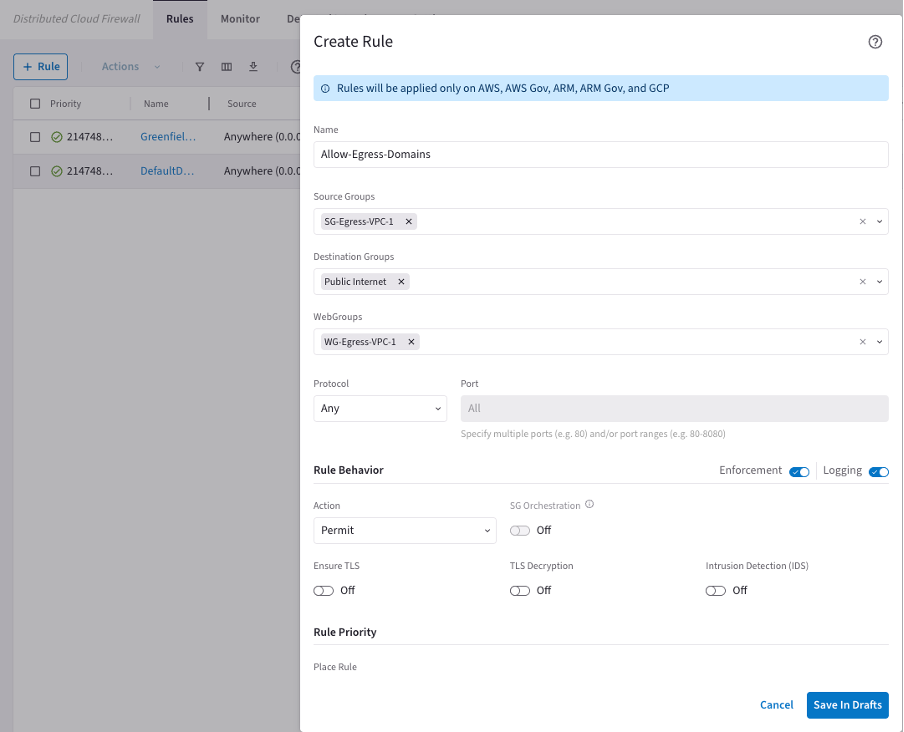 Distributed Cloud Firewall
Rules
Monitor
Create Rule
+ Rule
Actions
Rules will be applied only on AWS, AWS Gov, ARM, ARM Gov, and GCP
Priority
Name
Source
214748...
Greenfiel...
Anywhere (0.0.0
214748...
DefaultD...
Anywhere (0.0.0
Name
Allow-Egress-Domains
Source Groups
SG-Egress-VPC-1
Destination Groups
Public Internet
WebGroups
WG-Egress-VPC-1
Protocol
Port
Any
All
Specify multiple ports (e.g. 80) and/or port ranges (e.g. 80-8080)
Rule Behavior
Enforcement
Logging
Action
SG Orchestration
Permit
Off
Ensure TLS
TLS Decryption
Intrusion Detection (IDS)
Off
Off
Off
Rule Priority
Place Rule
Cancel
Save In Drafts